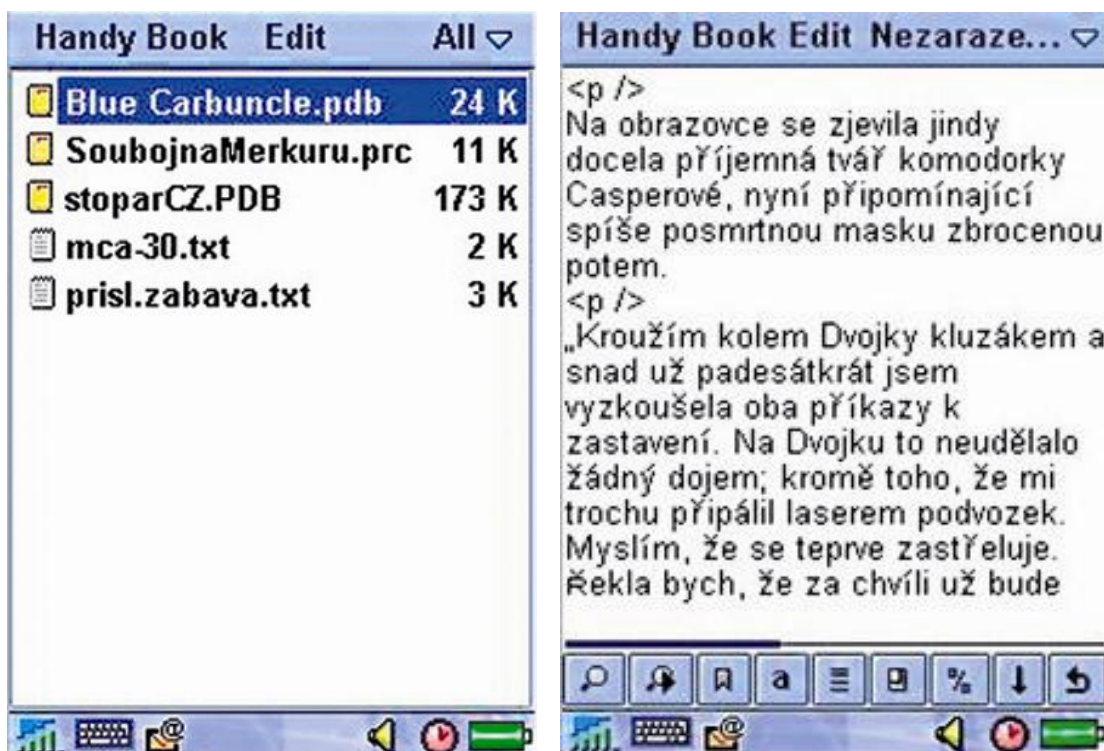 Handy Book Edit All
Blue Carbuncle.pdb 24 K
SoubojnaMerkuru.prc 11 K
stoparCZ.PDB 173 K
mca-30.txt 2 K
prisl.zabava.txt 3 K
Handy Book Edit Nezaraze...
<p />
Na obrazovce se zjevila jindy
docela příjemná tvář komodorky
Casperové, nyní připomínající
spíše posmrtnou masku zbrocenou
potem.
<p />
„Kroužím kolem Dvojky kluzákem a
snad už padesátkrát jsem
vyzkoušela oba příkazy k
zastavení. Na Dvojku to neudělalo
žádný dojem; kromě toho, že mi
trochu připálil laserem podvozek.
Myslím, že se teprve zastřeluje.
Řekla bych, že za chvíli už bude
a %